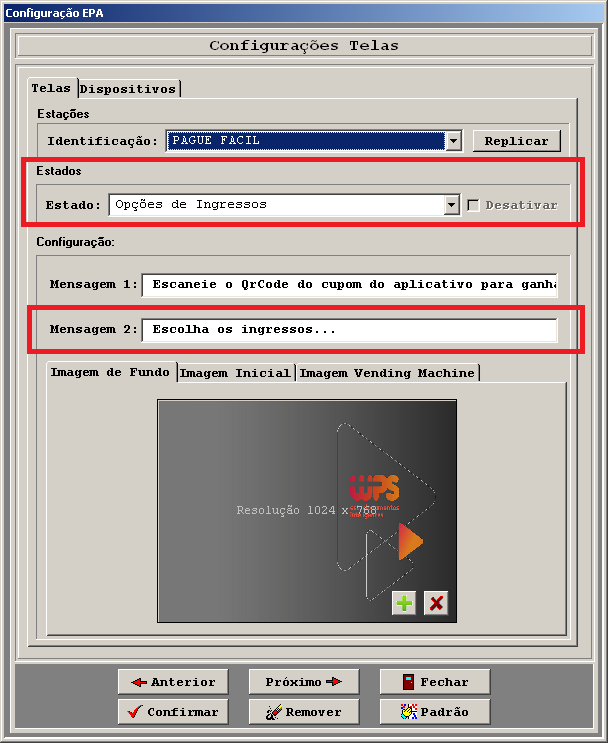 Configuração EPA
Configurações Telas
Telas Dispositivos
Estações
Identificação: PAGUE FACIL Replicar
Estados
Estado: Opções de Ingressos Desativar
Configuração:
Mensagem 1: Escaneie o QrCode do cupom do aplicativo para ganha
Mensagem 2: Escolha os ingressos...
Imagem de Fundo Imagem Inicial Imagem Vending Machine
WPS
Resolução 1024 x 768
Anterior Próximo Fechar
Confirmar Remover Padrão